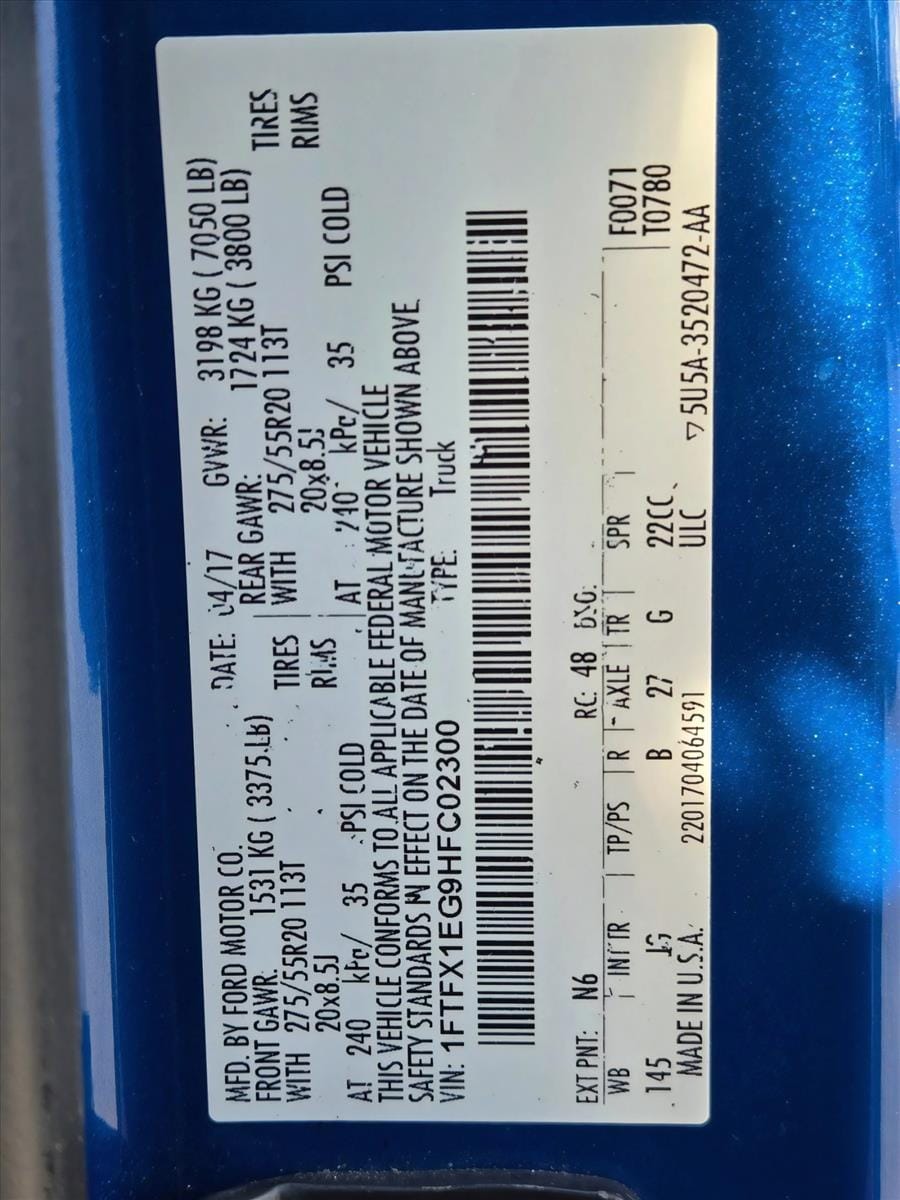 MFD. BY FORD MOTOR CO. DATE: 04/17 GVWR: 3198 KG ( 7050 LB)
FRONT GAWR: 1531 KG ( 3375 LB) REAR GAWR: 1724 KG ( 3800 LB)
WITH 275/55R20 113T TIRES WITH 275/55R20 113T TIRES
20x8.5J RIMS 20x8.5J RIMS
AT 240 kPc/ 35 PSI COLD AT 240 kPc/ 35 PSI COLD
THIS VEHICLE CONFORMS TO ALL APPLICABLE FEDERAL MOTOR VEHICLE
SAFETY STANDARDS IN EFFECT ON THE DATE OF MANUFACTURE SHOWN ABOVE.
VIN: 1FTFX1EG9HFC02300 TYPE: Truck
EXT PNT: N6 RC: 48 DSO:
WB INT TR TP/PS R AXLE TR SPR F0071
145 JG B 27 G 22CC T0780
MADE IN U.S.A. 2201704064591 ULC 5U5A-3520472-AA